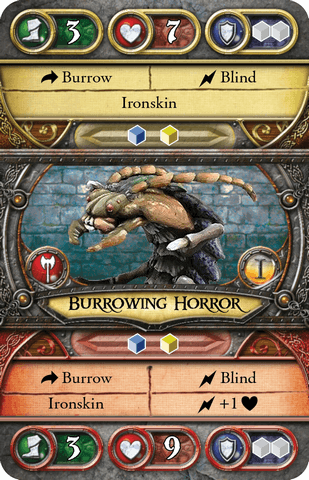 3 7
Burrow Blind
Ironskin
I
BURROWING HORROR
Burrow Blind
Ironskin +1
3 9